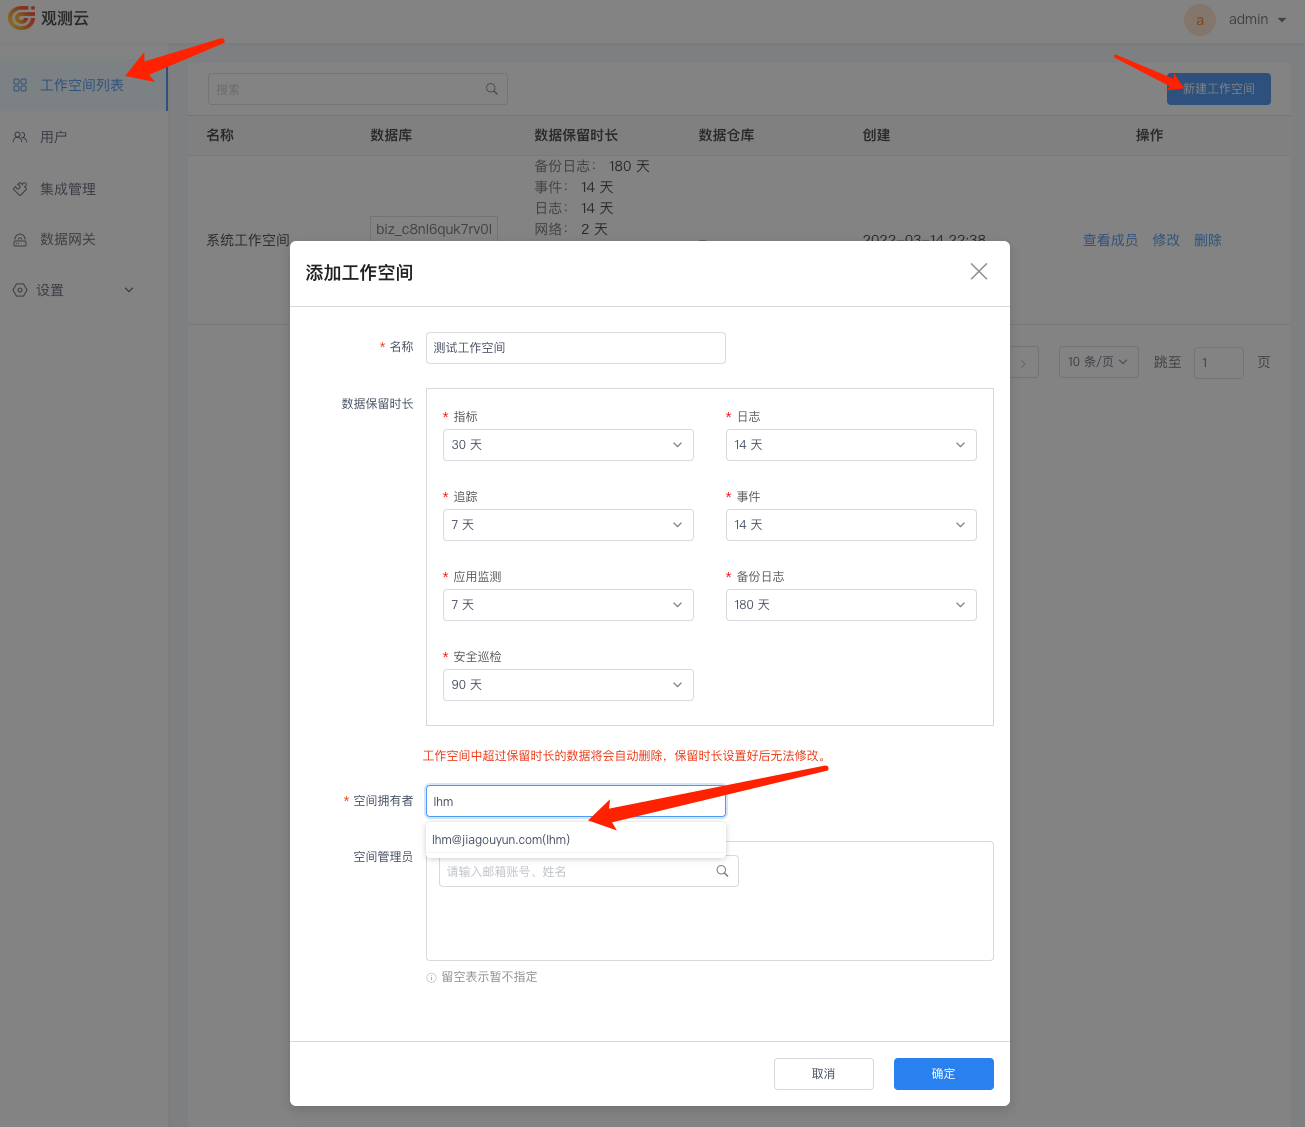 观测云
a admin
工作空间列表
用户
集成管理
数据网关
设置
搜索
新建工作空间
名称 数据库 数据保留时长 数据仓库 创建 操作
备份日志： 180 天
事件： 14 天
日志： 14 天
网络： 2 天
系统工作空间 biz_c8nl6quk7rv0l 2022-03-14 22:38 查看成员 修改 删除
10 条/页 跳至 1 页
添加工作空间
* 名称 测试工作空间
数据保留时长
* 指标 * 日志
30 天 14 天
* 追踪 * 事件
7 天 14 天
* 应用监测 * 备份日志
7 天 180 天
* 安全巡检
90 天
工作空间中超过保留时长的数据将会自动删除，保留时长设置好后无法修改。
* 空间拥有者 lhm
lhm@jiagouyun.com(lhm)
空间管理员
请输入邮箱账号、姓名
留空表示暂不指定
取消 确定